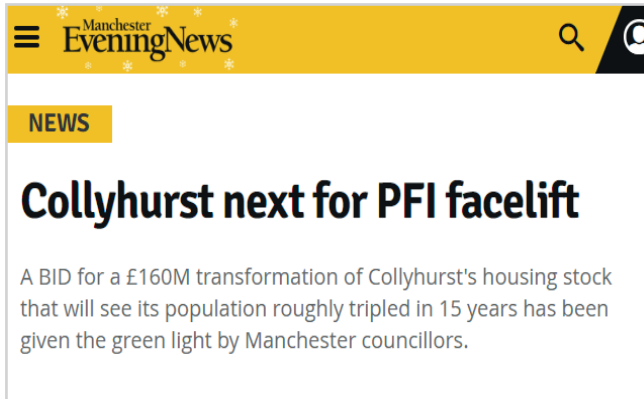 Manchester
EveningNews
NEWS
Collyhurst next for PFI facelift
A BID for a £160M transformation of Collyhurst's housing stock
that will see its population roughly tripled in 15 years has been
given the green light by Manchester councillors.